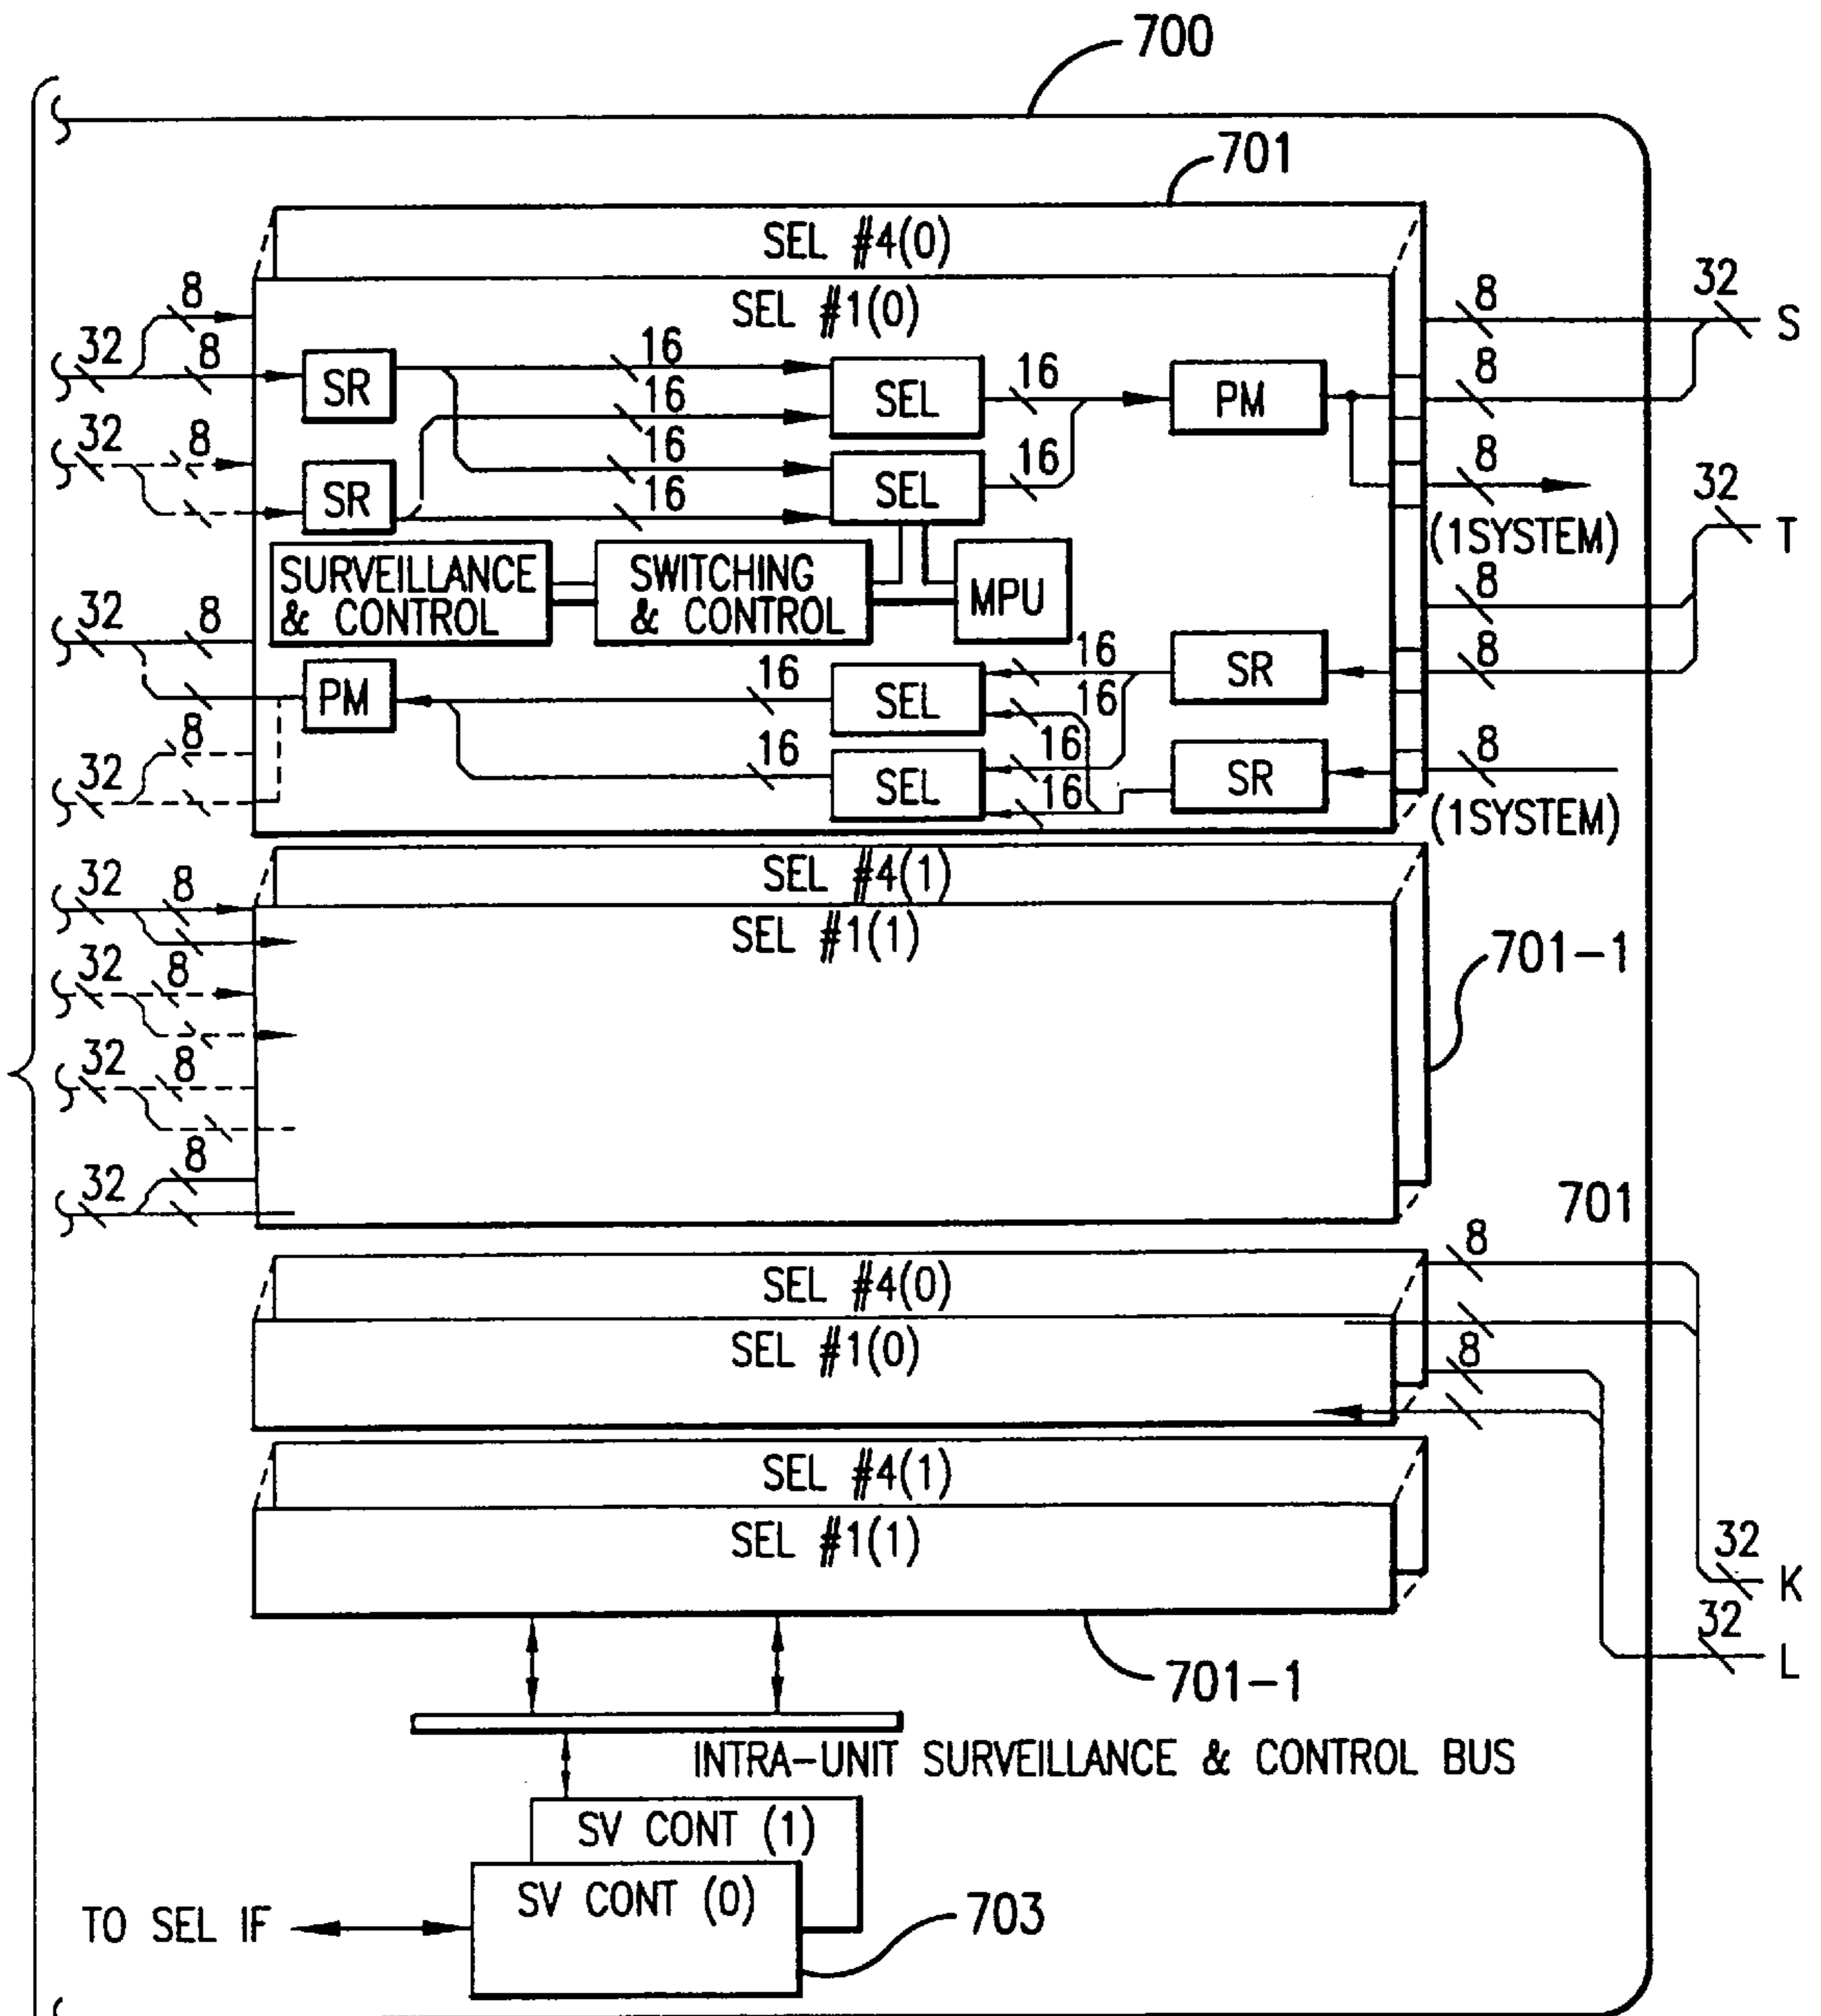 700
701
SEL #4(0)
SEL #1(0)
8
32
8
SR
16
16
SEL
16
PM
8
32
S
8
32
8
SR
16
16
SEL
16
8
(1SYSTEM)
32
T
SURVEILLANCE
& CONTROL
SWITCHING
& CONTROL
MPU
8
32
8
PM
16
SEL
16
16
SR
8
8
32
16
SEL
16
16
SR
8
(1SYSTEM)
SEL #4(1)
SEL #1(1)
32
8
32
8
701-1
32
8
32
8
701
SEL #4(0)
SEL #1(0)
8
8
SEL #4(1)
SEL #1(1)
32
K
32
L
701-1
INTRA-UNIT SURVEILLANCE & CONTROL BUS
SV CONT (1)
SV CONT (0)
TO SEL IF
703